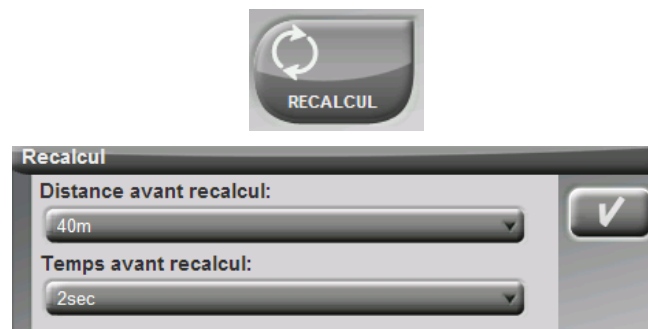 RECALCUL
Recalcul
Distance avant recalcul:
40m
Temps avant recalcul:
2sec